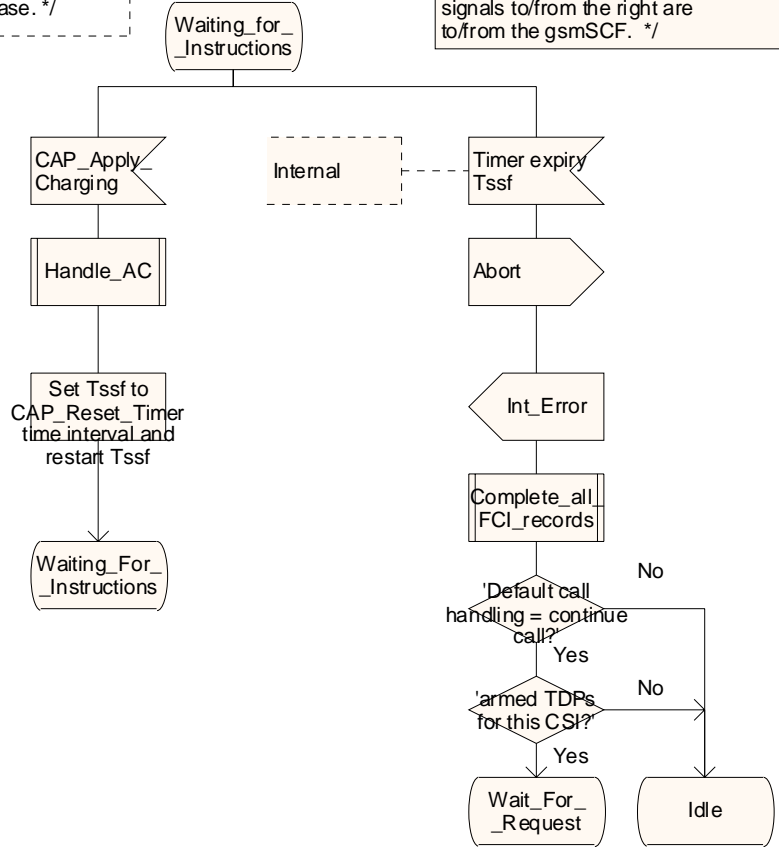 ase. */
signals to/from the right are
to/from the gsmSCF. */
Waiting_for_
_Instructions
CAP_Apply_
Charging
Internal
Timer expiry
Tssf
Handle_AC
Abort
Set Tssf to
CAP_Reset_Timer
time interval and
restart Tssf
Int_Error
Complete_all_
FCI_records
Waiting_For_
_Instructions
No
'Default call
handling = continue
call?'
Yes
No
'armed TDPs
for this CSI?'
Yes
Wait_For_
_Request
Idle